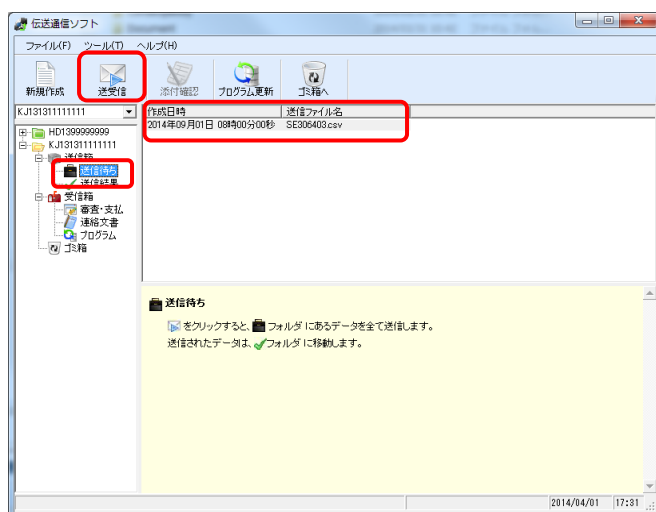 伝送通信ソフト
ファイル(F) ツール(T) ヘルプ(H)
新規作成 送受信 添付確認 プログラム更新 ゴミ箱へ
KJ131311111111
作成日時 送信ファイル名
2014年09月01日 08時00分00秒 SE306403.csv
HD1399999999
KJ131311111111
送信箱
送信待ち
送信結果
受信箱
審査・支払
連絡文書
プログラム
ゴミ箱
送信待ち
をクリックすると、 フォルダにあるデータを全て送信します。
送信されたデータは、 フォルダに移動します。
2014/04/01 17:31